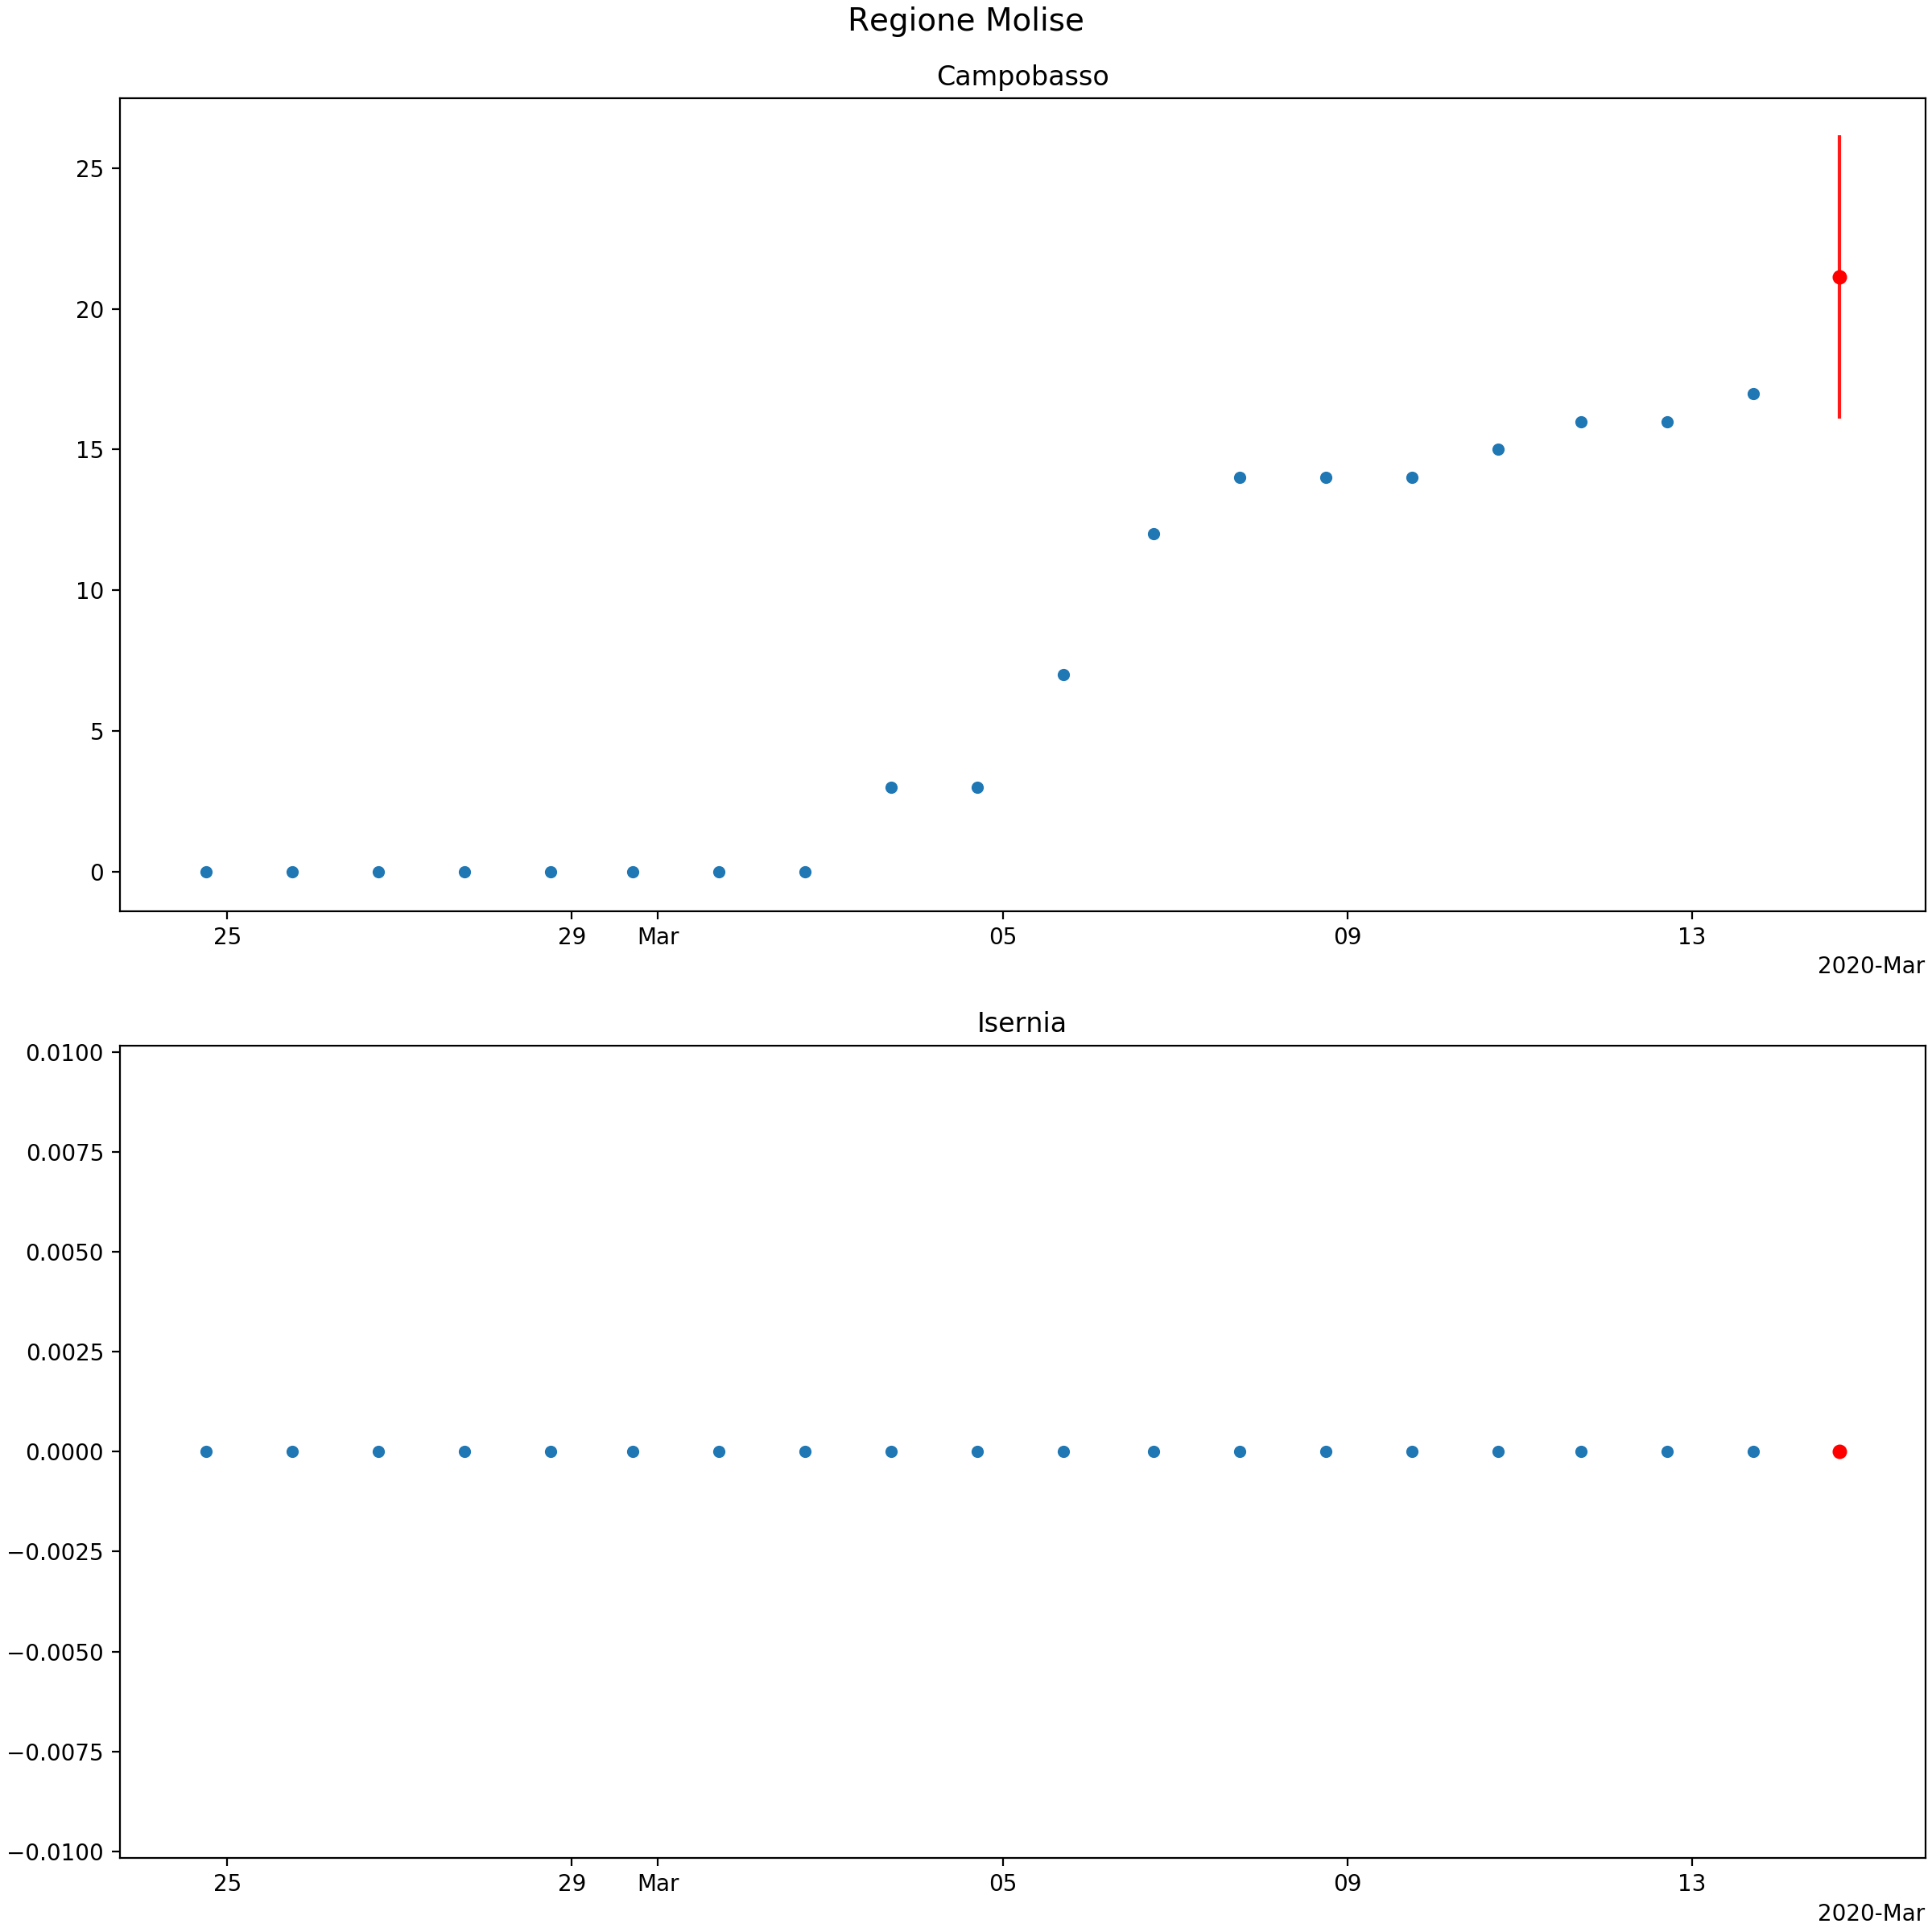 Regione Molise
Campobasso
25
20
15
10
5
0
25 29 Mar 05 09 13
2020-Mar
Isernia
0.0100
0.0075
0.0050
0.0025
0.0000
−0.0025
−0.0050
−0.0075
−0.0100
25 29 Mar 05 09 13
2020-Mar